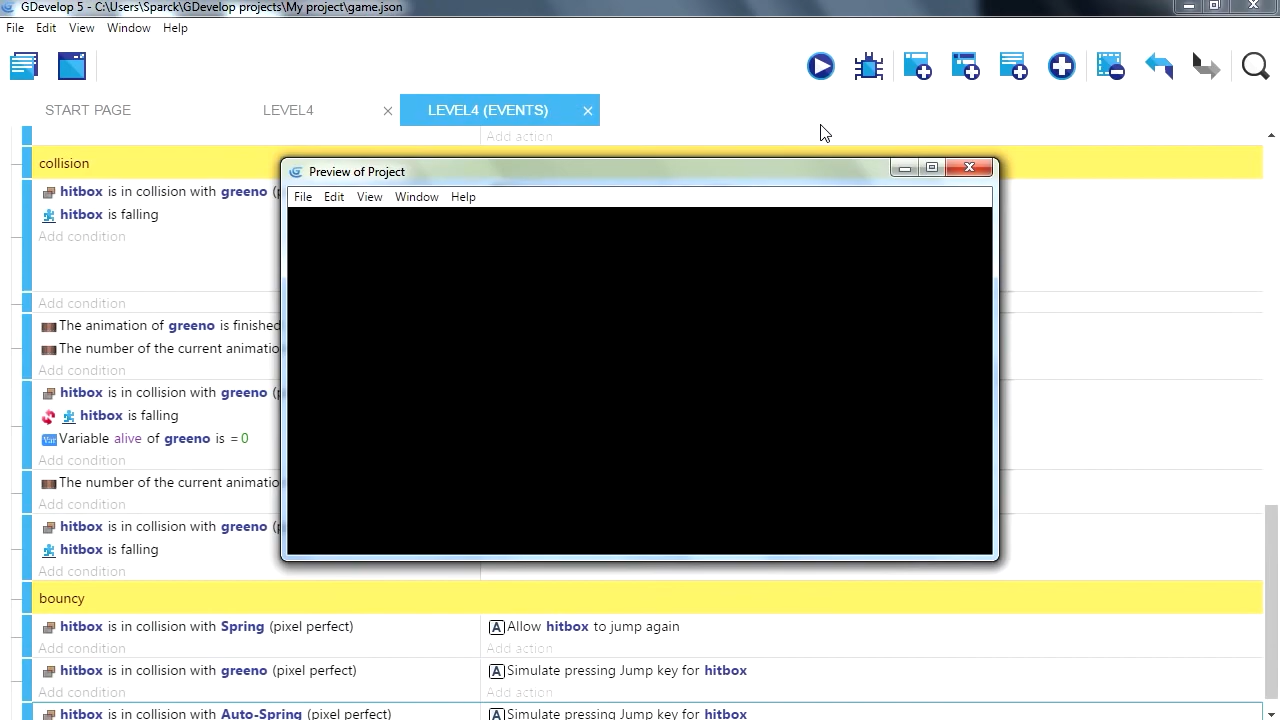 GDevelop 5 - C:\Users\Sparck\GDevelop projects\My project\game.json
File Edit View Window Help
START PAGE LEVEL4 LEVEL4 (EVENTS)
Add action
collision
hitbox is in collision with greeno
hitbox is falling
Add condition
Add condition
The animation of greeno is finished
The number of the current
Add condition
hitbox is in collision with greeno
hitbox is falling
Var Variable alive of greeno is = 0
Add condition
The number of the current
Add condition
hitbox is in collision with greeno
hitbox is falling
Add condition
Preview of Project
File Edit View Window Help
bouncy
hitbox is in collision with Spring (pixel perfect) A Allow hitbox to jump again
Add condition Add action
hitbox is in collision with greeno (pixel perfect) A Simulate pressing Jump key for hitbox
Add condition Add action
hitbox is in collision with Auto-Spring (pixel perfect) A Simulate pressing Jump key for hitbox